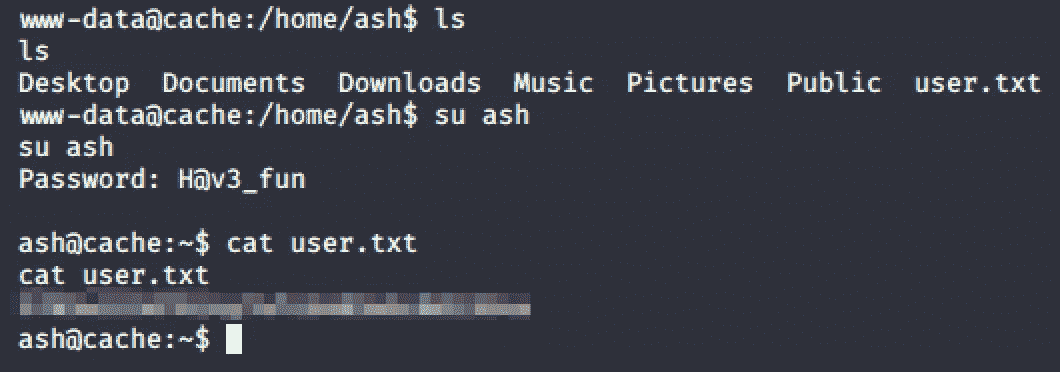 www-data@cache:/home/ash$ ls
ls
Desktop  Documents  Downloads  Music  Pictures  Public  user.txt
www-data@cache:/home/ash$ su ash
su ash
Password: H@v3_fun
ash@cache:~$ cat user.txt
cat user.txt
ash@cache:~$